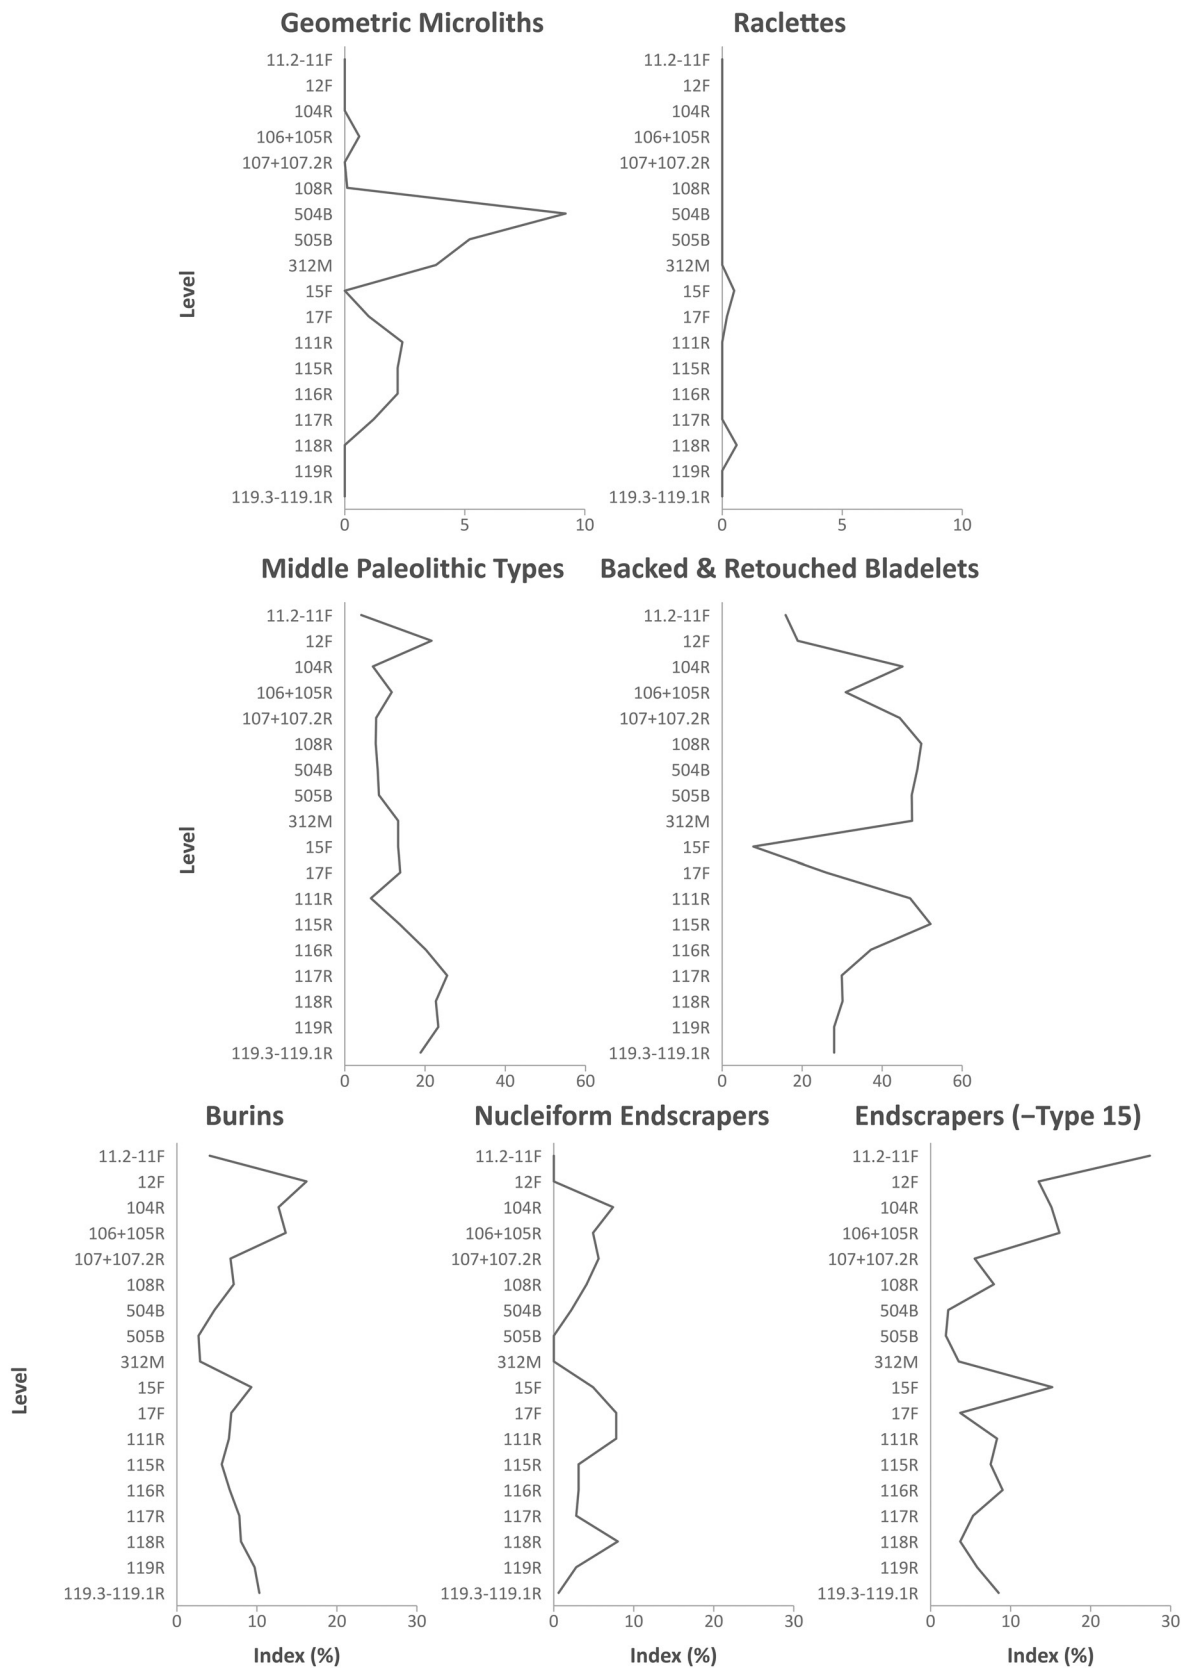 Geometric Microliths
11.2-11F
12F
104R
106+105R
107+107.2R
108R
504B
505B
312M
15F
17F
111R
115R
116R
117R
118R
119R
119.3-119.1R
Level
0 5 10
Raclettes
11.2-11F
12F
104R
106+105R
107+107.2R
108R
504B
505B
312M
15F
17F
111R
115R
116R
117R
118R
119R
119.3-119.1R
0 5 10
Middle Paleolithic Types
11.2-11F
12F
104R
106+105R
107+107.2R
108R
504B
505B
312M
15F
17F
111R
115R
116R
117R
118R
119R
119.3-119.1R
Level
0 20 40 60
Backed & Retouched Bladelets
11.2-11F
12F
104R
106+105R
107+107.2R
108R
504B
505B
312M
15F
17F
111R
115R
116R
117R
118R
119R
119.3-119.1R
0 20 40 60
Burins
11.2-11F
12F
104R
106+105R
107+107.2R
108R
504B
505B
312M
15F
17F
111R
115R
116R
117R
118R
119R
119.3-119.1R
Level
0 10 20 30
Index (%)
Nucleiform Endscrapers
11.2-11F
12F
104R
106+105R
107+107.2R
108R
504B
505B
312M
15F
17F
111R
115R
116R
117R
118R
119R
119.3-119.1R
0 10 20 30
Index (%)
Endscrapers (−Type 15)
11.2-11F
12F
104R
106+105R
107+107.2R
108R
504B
505B
312M
15F
17F
111R
115R
116R
117R
118R
119R
119.3-119.1R
0 10 20 30
Index (%)